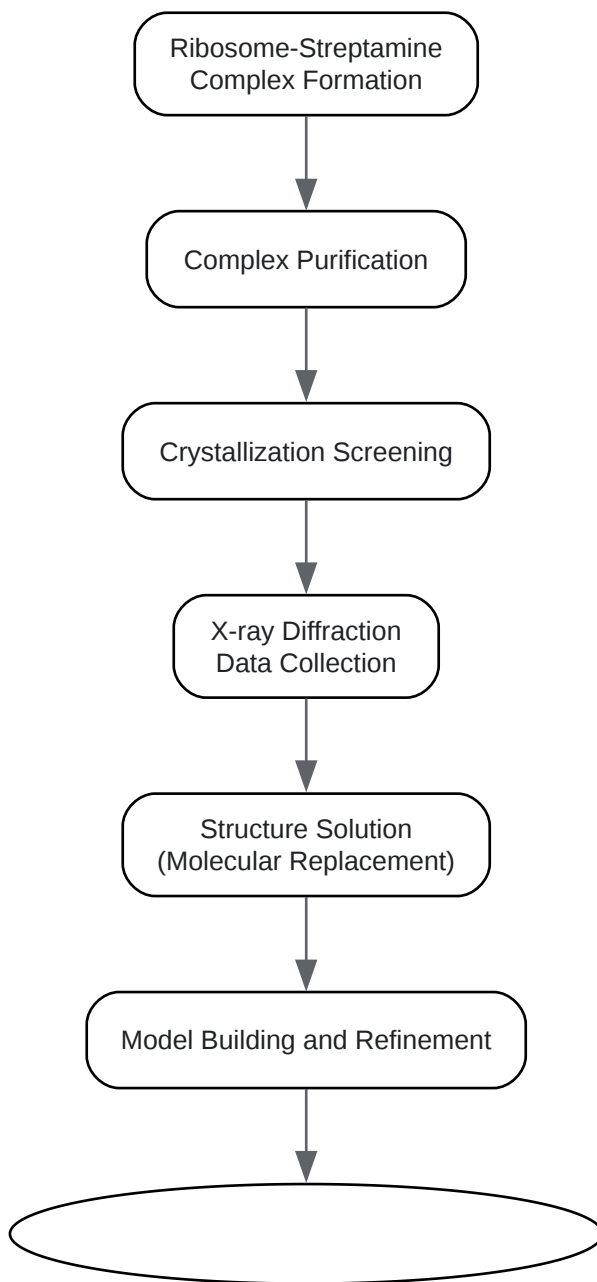 Ribosome-Streptamine
Complex Formation
Complex Purification
Crystallization Screening
X-ray Diffraction
Data Collection
Structure Solution
(Molecular Replacement)
Model Building and Refinement